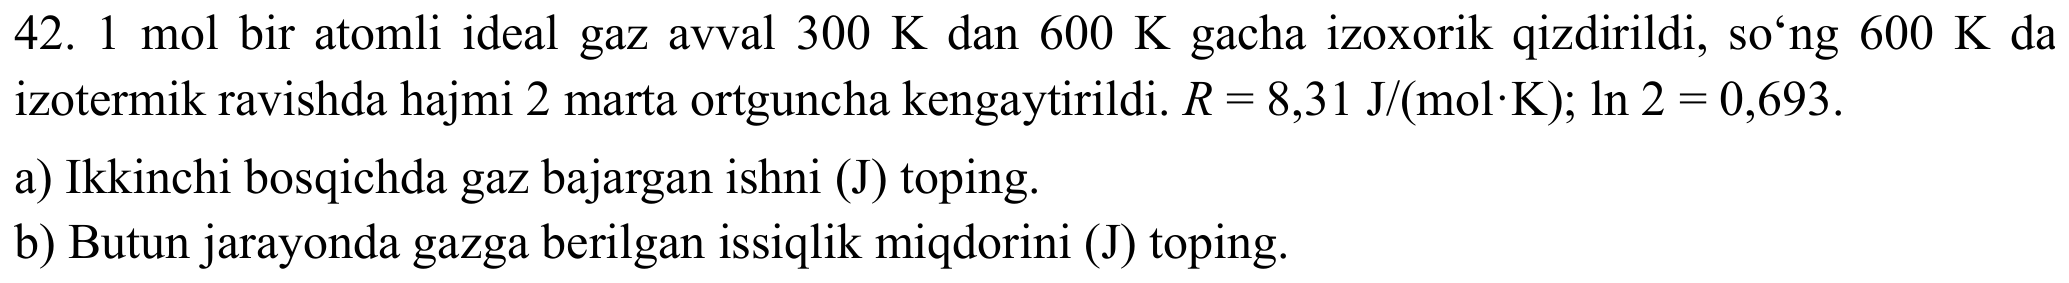 42. 1 mol bir atomli ideal gaz avval 300 K dan 600 K gacha izoxorik qizdirildi, so‘ng 600 K da
izotermik ravishda hajmi 2 marta ortguncha kengaytirildi. R = 8,31 J/(mol·K); ln 2 = 0,693.
a) Ikkinchi bosqichda gaz bajargan ishni (J) toping.
b) Butun jarayonda gazga berilgan issiqlik miqdorini (J) toping.